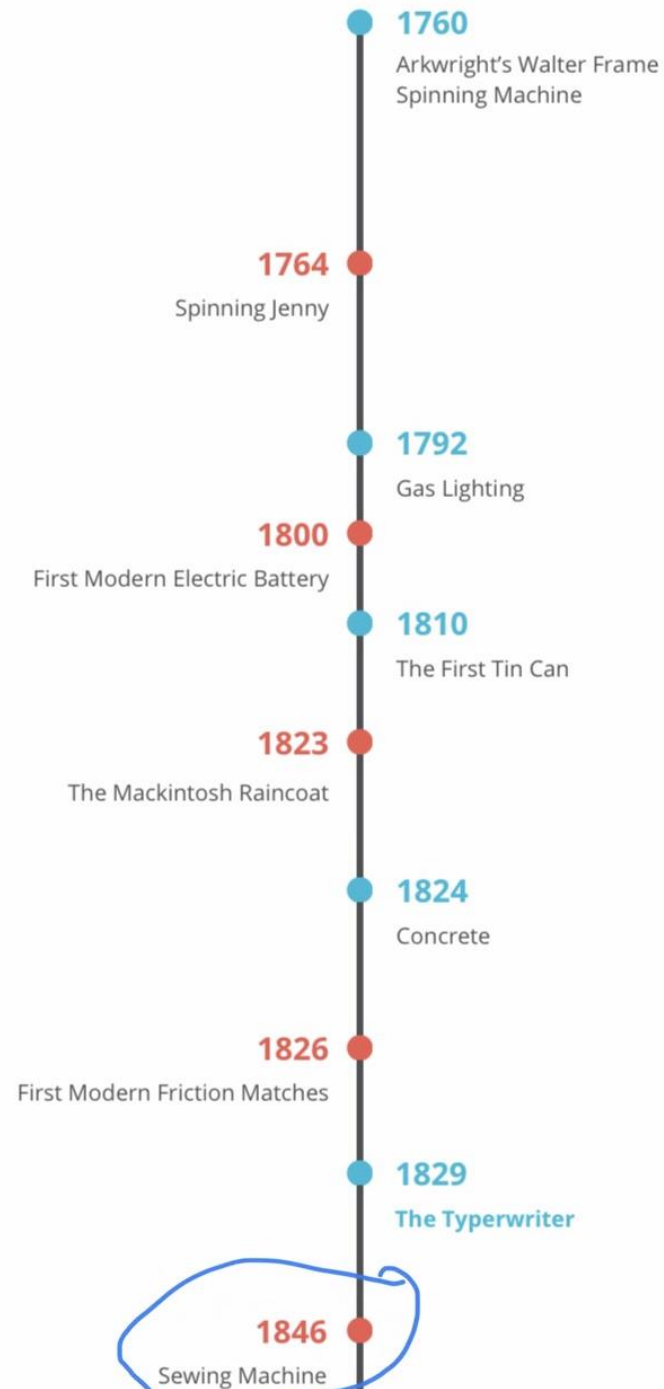 1760
Arkwright's Walter Frame
Spinning Machine
1764
Spinning Jenny
1792
Gas Lighting
1800
First Modern Electric Battery
1810
The First Tin Can
1823
The Mackintosh Raincoat
1824
Concrete
1826
First Modern Friction Matches
1829
The Typerwriter
1846
Sewing Machine